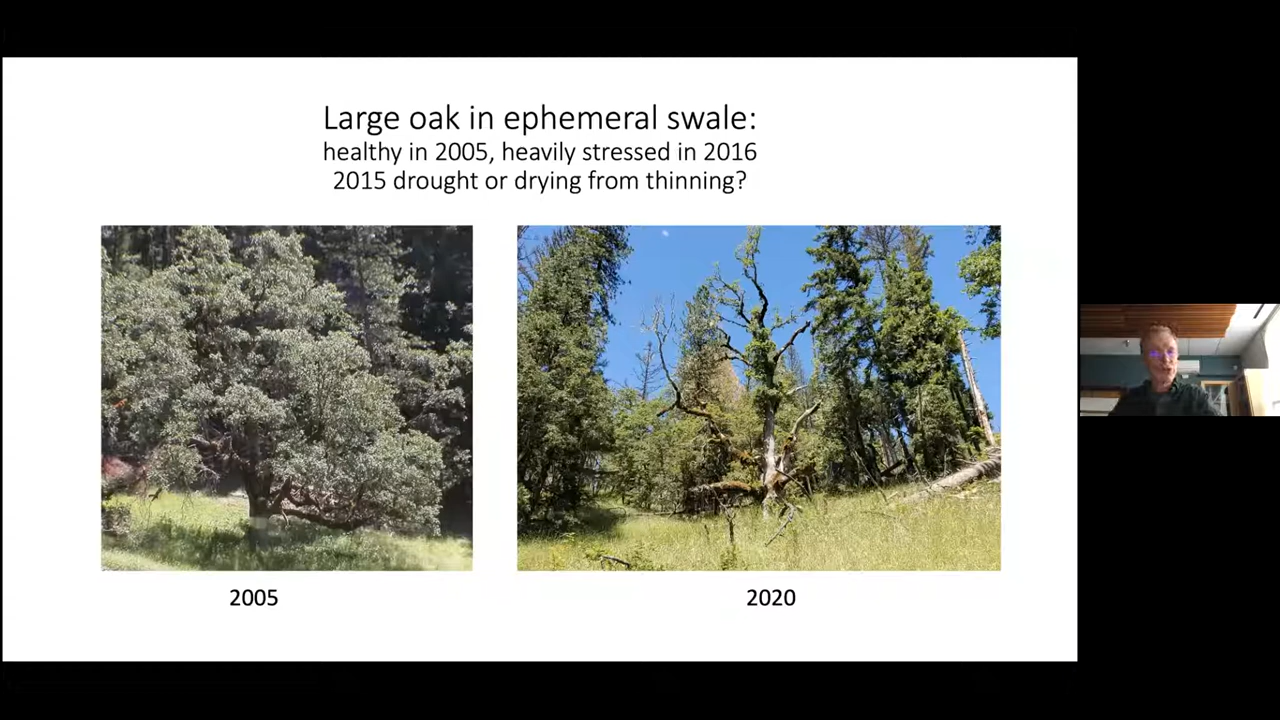 Large oak in ephemeral swale:
healthy in 2005, heavily stressed in 2016
2015 drought or drying from thinning?
2005
2020